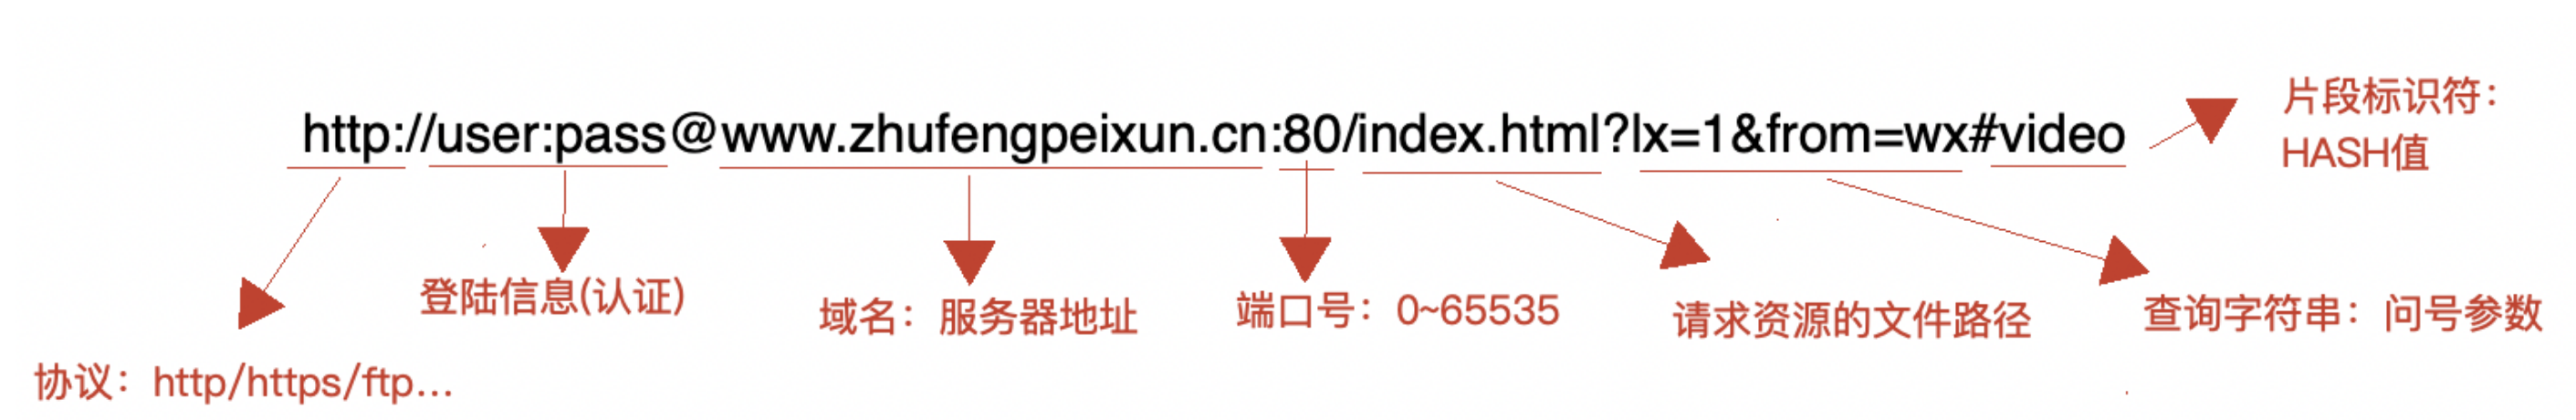 http://user:pass@www.zhufengpeixun.cn:80/index.html?lx=1&from=wx#video
片段标识符：
HASH值
登陆信息(认证)
域名：服务器地址
端口号：0~65535
请求资源的文件路径
查询字符串：问号参数
协议：http/https/ftp...